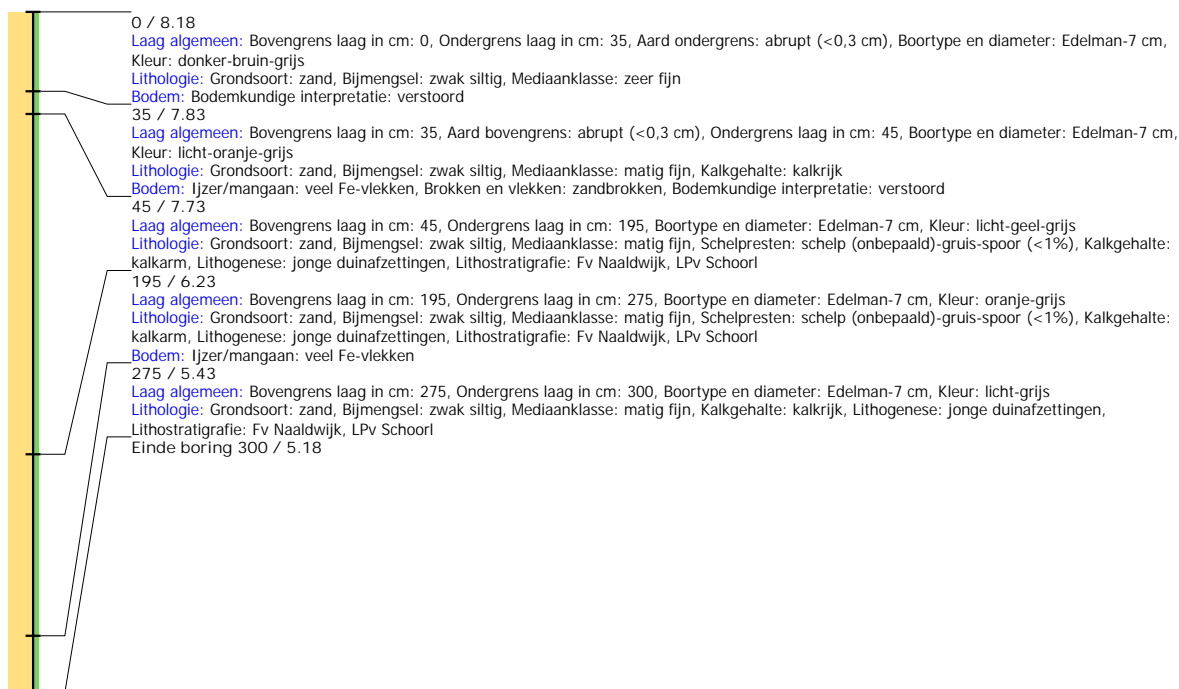 0 / 8.18
Laag algemeen: Bovengrens laag in cm: 0, Ondergrens laag in cm: 35, Aard ondergrens: abrupt (<0,3 cm), Boortype en diameter: Edelman-7 cm,
Kleur: donker-bruin-grijs
Lithologie: Grondsoort: zand, Bijmengsel: zwak siltig, Mediaanklasse: zeer fijn
Bodem: Bodemkundige interpretatie: verstoord
35 / 7.83
Laag algemeen: Bovengrens laag in cm: 35, Aard bovengrens: abrupt (<0,3 cm), Ondergrens laag in cm: 45, Boortype en diameter: Edelman-7 cm,
Kleur: licht-oranje-grijs
Lithologie: Grondsoort: zand, Bijmengsel: zwak siltig, Mediaanklasse: matig fijn, Kalkgehalte: kalkrijk
Bodem: Ijzer/mangaan: veel Fe-vlekken, Brokken en vlekken: zandbrokken, Bodemkundige interpretatie: verstoord
45 / 7.73
Laag algemeen: Bovengrens laag in cm: 45, Ondergrens laag in cm: 195, Boortype en diameter: Edelman-7 cm, Kleur: licht-geel-grijs
Lithologie: Grondsoort: zand, Bijmengsel: zwak siltig, Mediaanklasse: matig fijn, Schelpresten: schelp (onbepaald)-gruis-spoor (<1%), Kalkgehalte:
kalkarm, Lithogenese: jonge duinafzettingen, Lithostratigrafie: Fv Naaldwijk, LPv Schoorl
195 / 6.23
Laag algemeen: Bovengrens laag in cm: 195, Ondergrens laag in cm: 275, Boortype en diameter: Edelman-7 cm, Kleur: oranje-grijs
Lithologie: Grondsoort: zand, Bijmengsel: zwak siltig, Mediaanklasse: matig fijn, Schelpresten: schelp (onbepaald)-gruis-spoor (<1%), Kalkgehalte:
kalkarm, Lithogenese: jonge duinafzettingen, Lithostratigrafie: Fv Naaldwijk, LPv Schoorl
Bodem: Ijzer/mangaan: veel Fe-vlekken
275 / 5.43
Laag algemeen: Bovengrens laag in cm: 275, Ondergrens laag in cm: 300, Boortype en diameter: Edelman-7 cm, Kleur: licht-grijs
Lithologie: Grondsoort: zand, Bijmengsel: zwak siltig, Mediaanklasse: matig fijn, Kalkgehalte: kalkrijk, Lithogenese: jonge duinafzettingen,
Lithostratigrafie: Fv Naaldwijk, LPv Schoorl
Einde boring 300 / 5.18